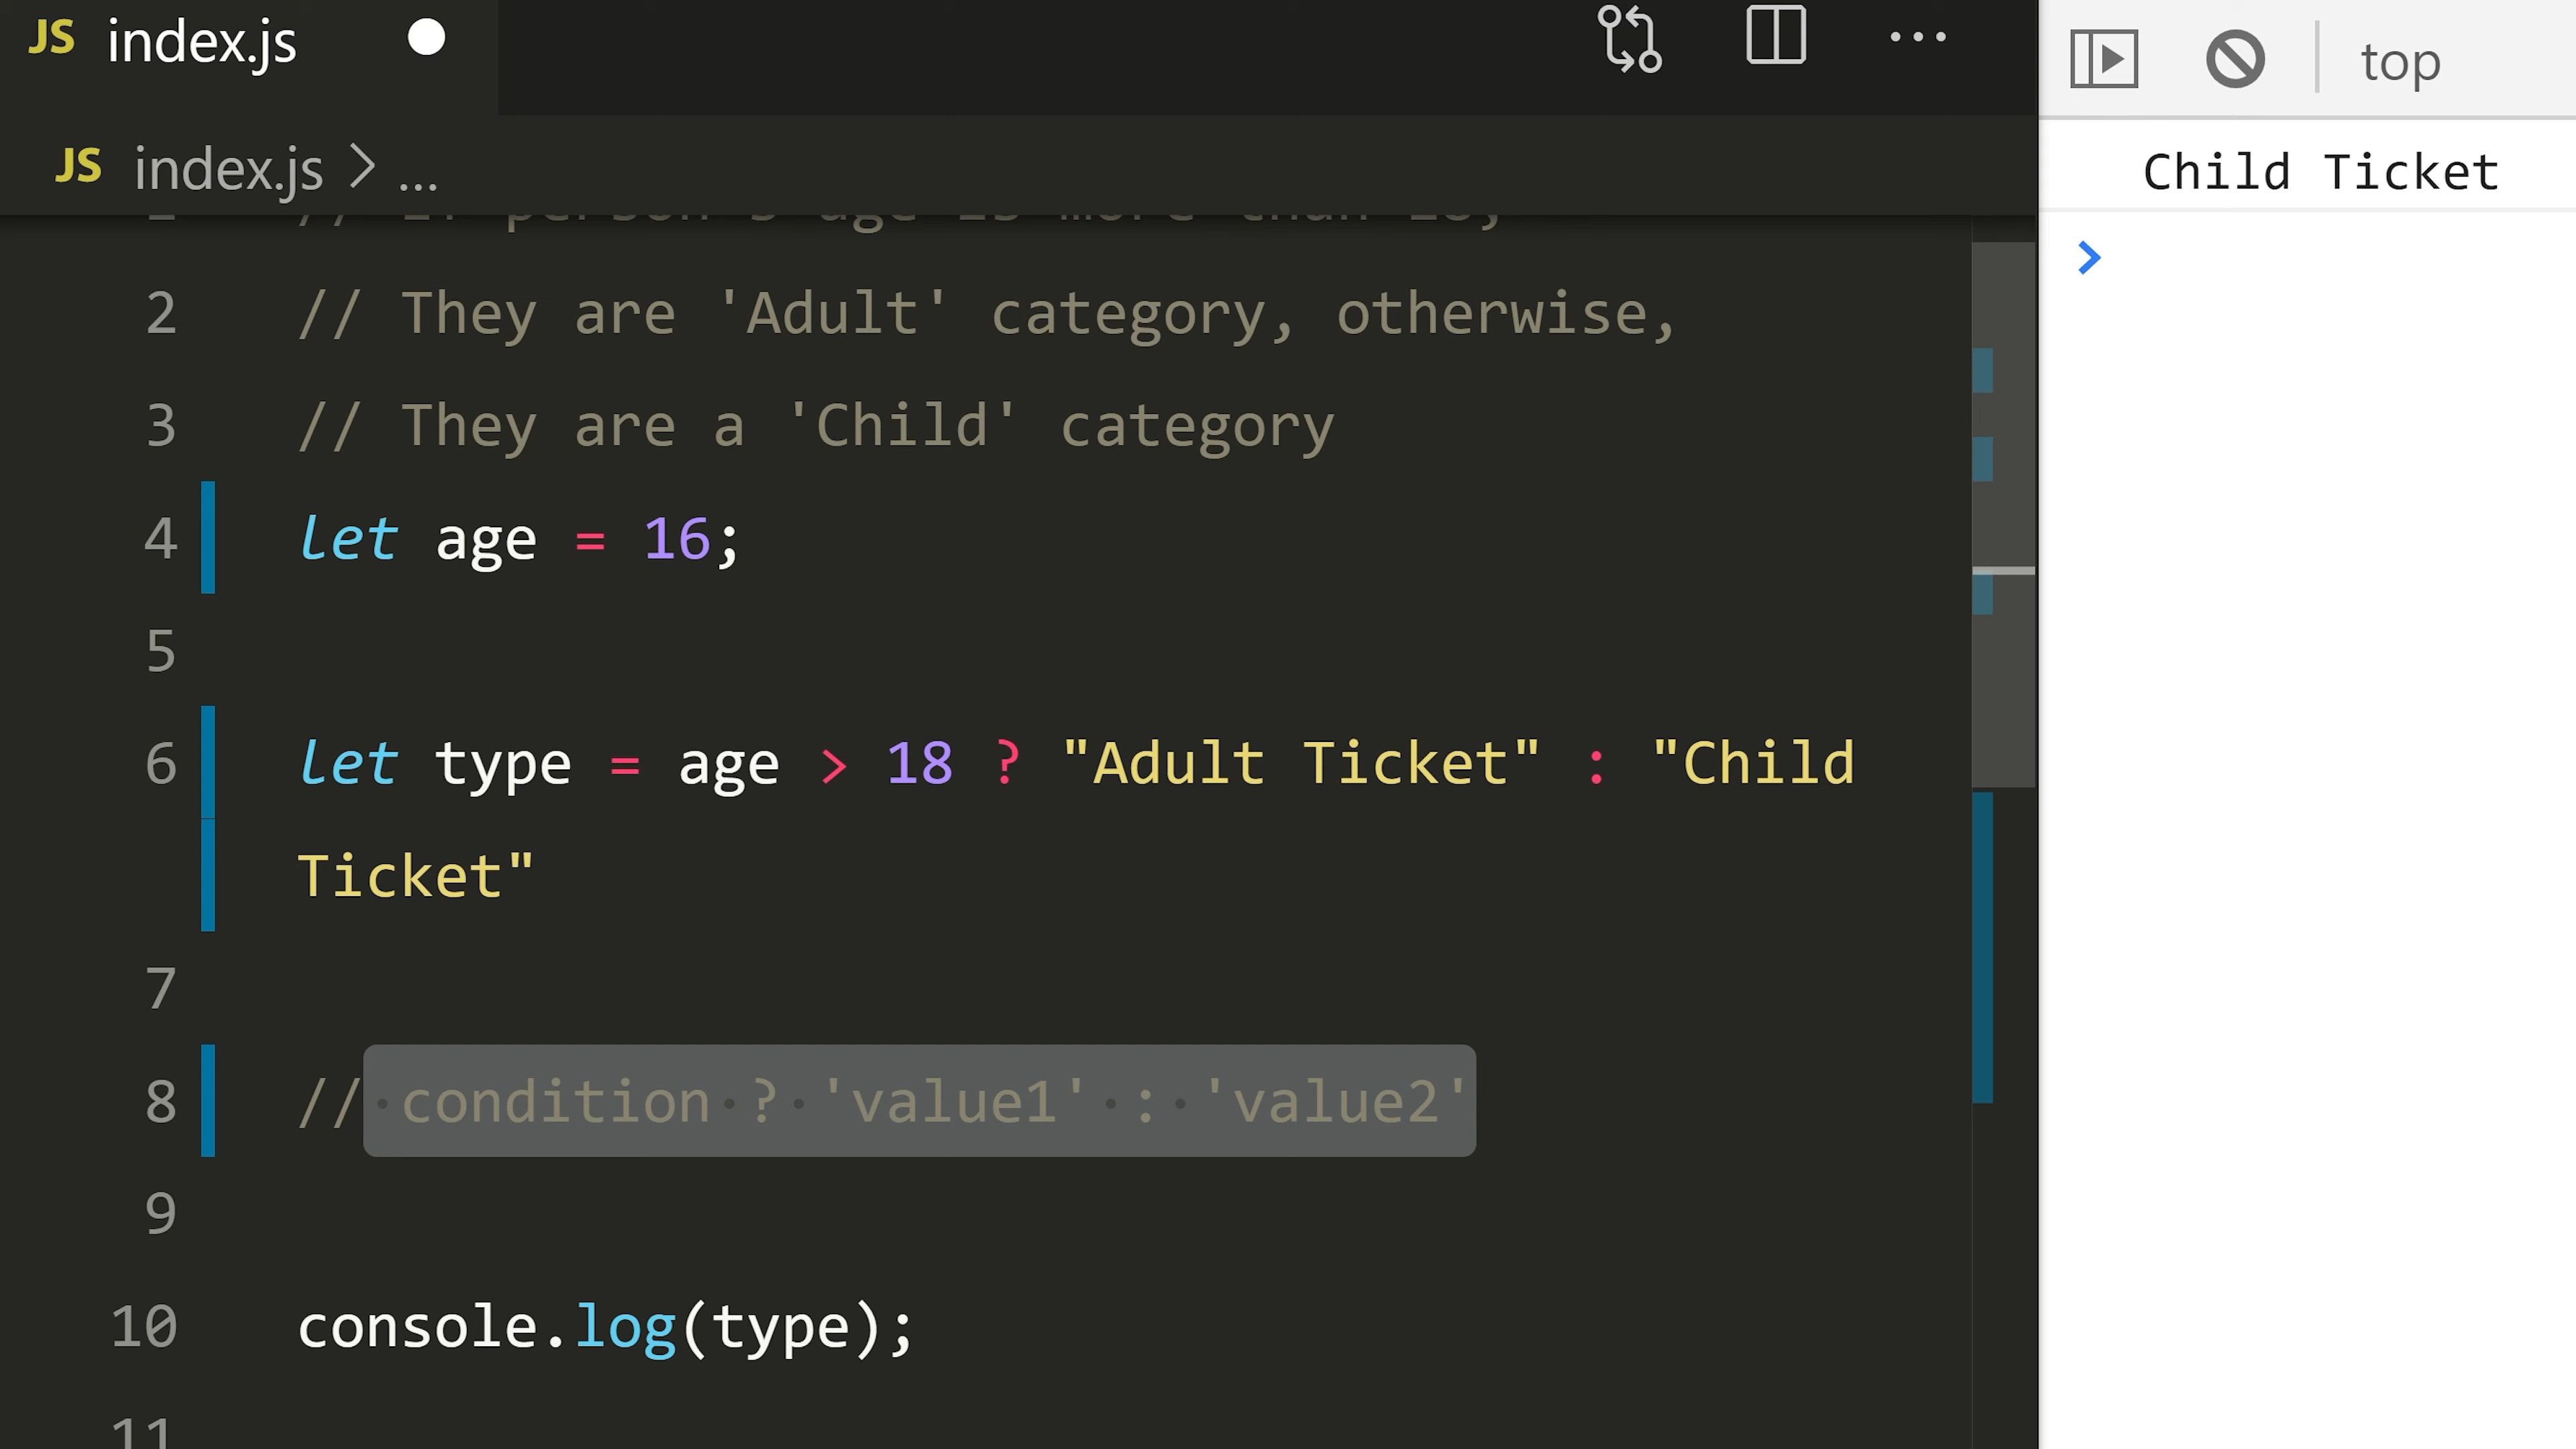 JS index.js
top
JS index.js > ...
Child Ticket
2 // They are 'Adult' category, otherwise,
3 // They are a 'Child' category
4 let age = 16;
5
6 let type = age > 18 ? "Adult Ticket" : "Child
Ticket"
7
8 // condition ? 'value1' : 'value2'
9
10 console.log(type);
11